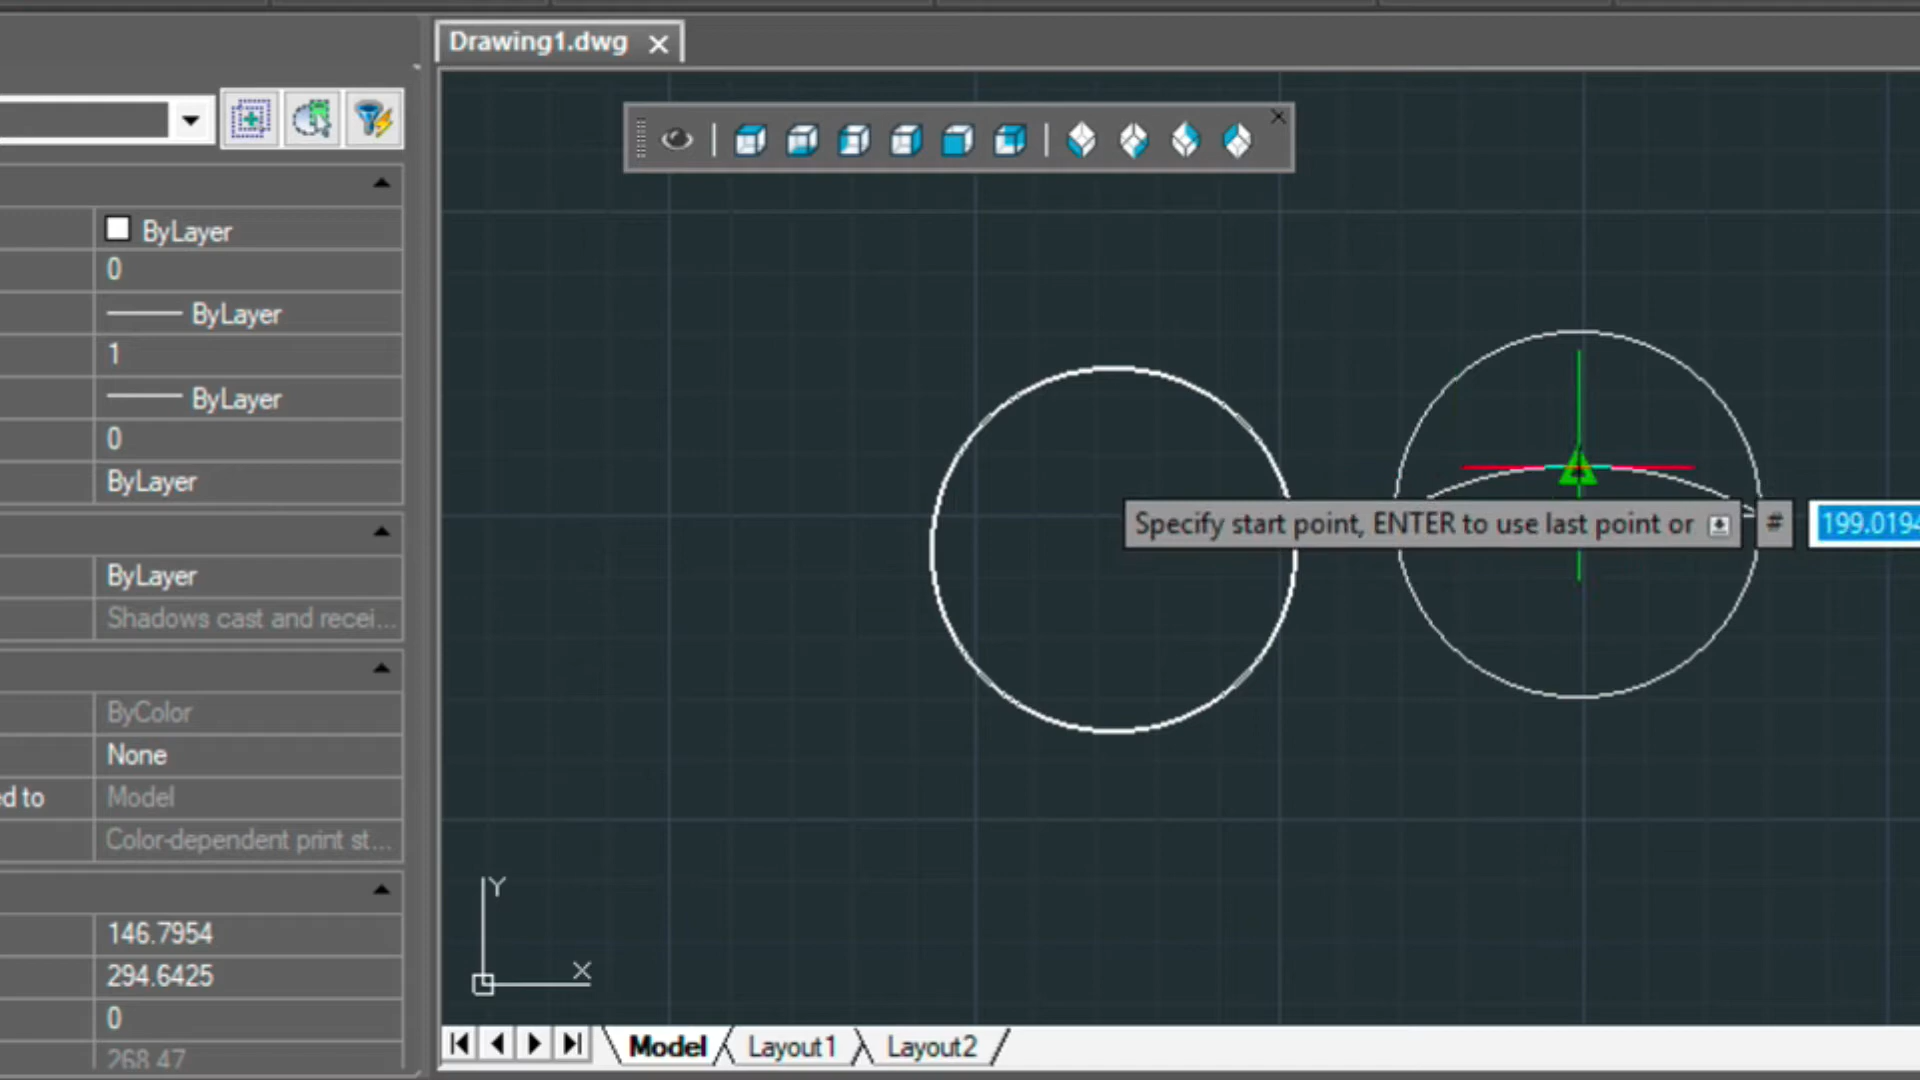 Drawing1.dwg
ByLayer
0
ByLayer
1
ByLayer
0
ByLayer
ByLayer
Shadows cast and recei...
ByColor
None
ed to Model
Color-dependent print st...
146.7954
294.6425
0
268.47
Specify start point, ENTER to use last point or # 199.0194
Y
X
Model Layout1 Layout2